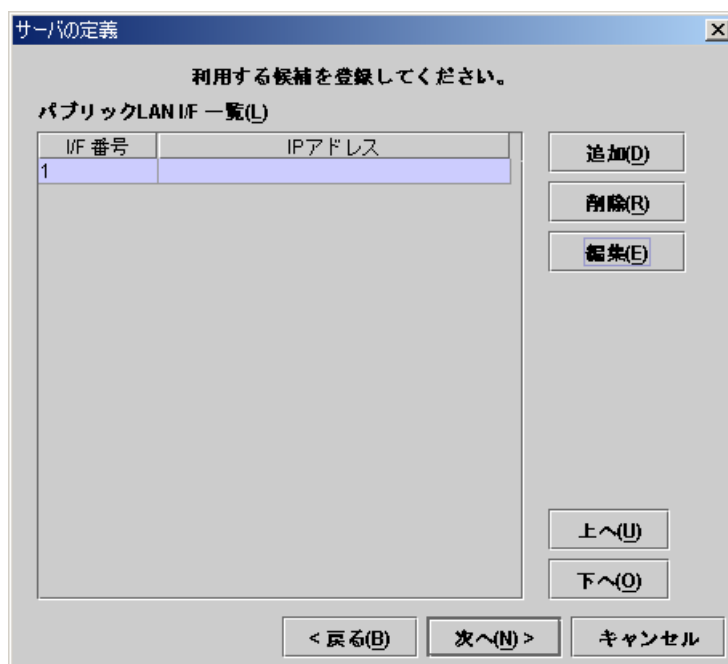 サーバの定義
利用する候補を登録してください。
パブリックLAN I/F 一覧(L)
I/F 番号 IPアドレス
1
追加(D)
削除(R)
編集(E)
上へ(U)
下へ(O)
< 戻る(B) 次へ(N) > キャンセル